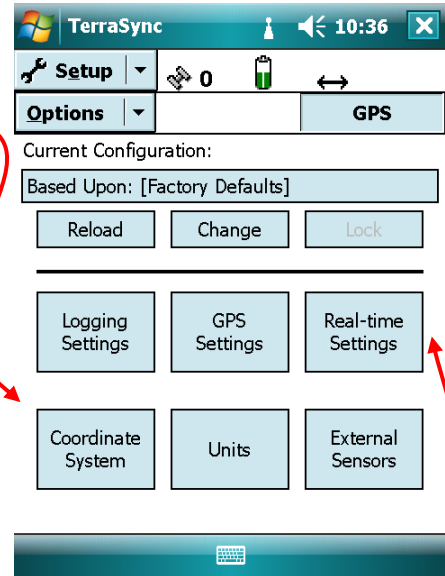 TerraSync 10:36
Setup 0
Options GPS
Current Configuration:
Based Upon: [Factory Defaults]
Reload Change Lock
Logging Settings
GPS Settings
Real-time Settings
Coordinate System
Units
External Sensors